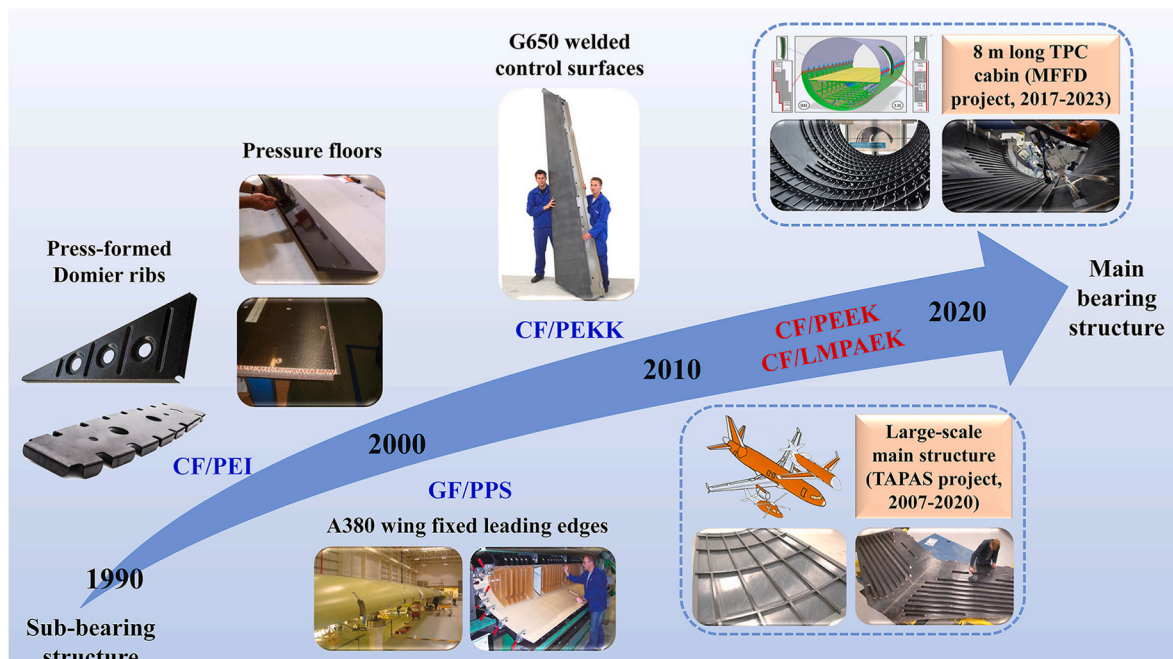 G650 welded
control surfaces
8 m long TPC
cabin (MFFD
project, 2017-2023)
Pressure floors
Press-formed
Domier ribs
CF/PEKK
CF/PEI
GF/PPS
A380 wing fixed leading edges
1990
2000
2010
CF/PEEK
CF/LMPAEK
2020
Main
bearing
structure
Large-scale
main structure
(TAPAS project,
2007-2020)
Sub-bearing
structure